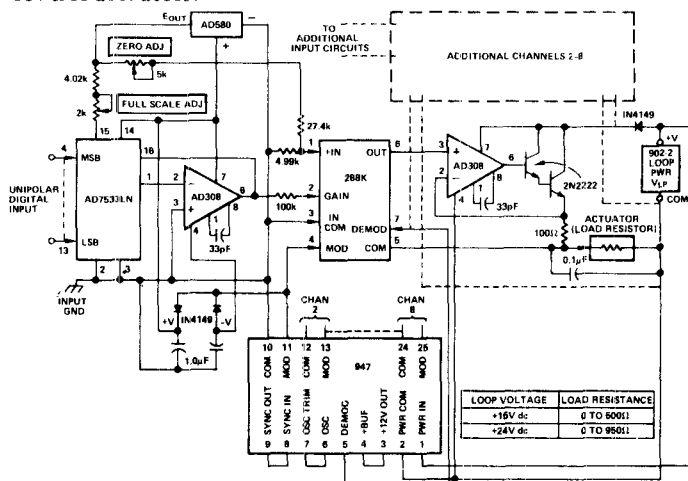 EOUT
AD580
−
+
ZERO ADJ
5k
4.02k
2k
FULL SCALE ADJ
TO
ADDITIONAL
INPUT CIRCUITS
ADDITIONAL CHANNELS 2-8
IN4149
+V
902-2
LOOP
PWR
VLP
COM
27.4k
4.99k
15
14
16
1
4
MSB
UNIPOLAR
DIGITAL
INPUT
AD7533LN
LSB
13
2
3
INPUT
GND
2
−
3
+
7
AD308
6
1
8
4
33pF
100k
1
+IN
2
GAIN
3
IN
COM
4
MOD
288K
OUT
6
DEMOD
7
COM
5
3
+
7
2
−
AD308
6
1
8
4
33pF
2N2222
100Ω
ACTUATOR
(LOAD RESISTOR)
0.1μF
+V
IN4149
−V
1.0μF
CHAN
2
CHAN
8
10 11 12 13 24 25
COM MOD COM MOD COM MOD
947
SYNC OUT
SYNC IN
OSC TRIM
OSC
DEMOD
+BUF
+12V OUT
PWR COM
PWR IN
9 8 7 6 5 4 3 2 1
LOOP VOLTAGE LOAD RESISTANCE
+15V dc 0 TO 500Ω
+24V dc 0 TO 950Ω